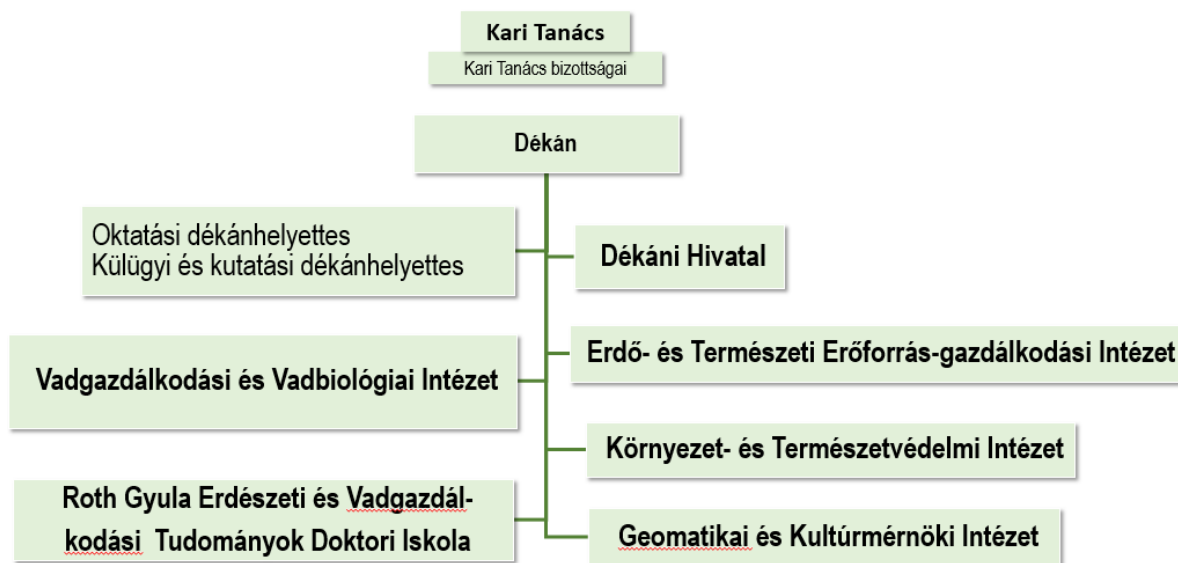 Kari Tanács
Kari Tanács bizottságai
Dékán
Oktatási dékánhelyettes
Külügyi és kutatási dékánhelyettes
Dékáni Hivatal
Erdő- és Természeti Erőforrás-gazdálkodási Intézet
Vadgazdálkodási és Vadbiológiai Intézet
Környezet- és Természetvédelmi Intézet
Roth Gyula Erdészeti és Vadgazdál-
kodási Tudományok Doktori Iskola
Geomatikai és Kultúrmérnöki Intézet